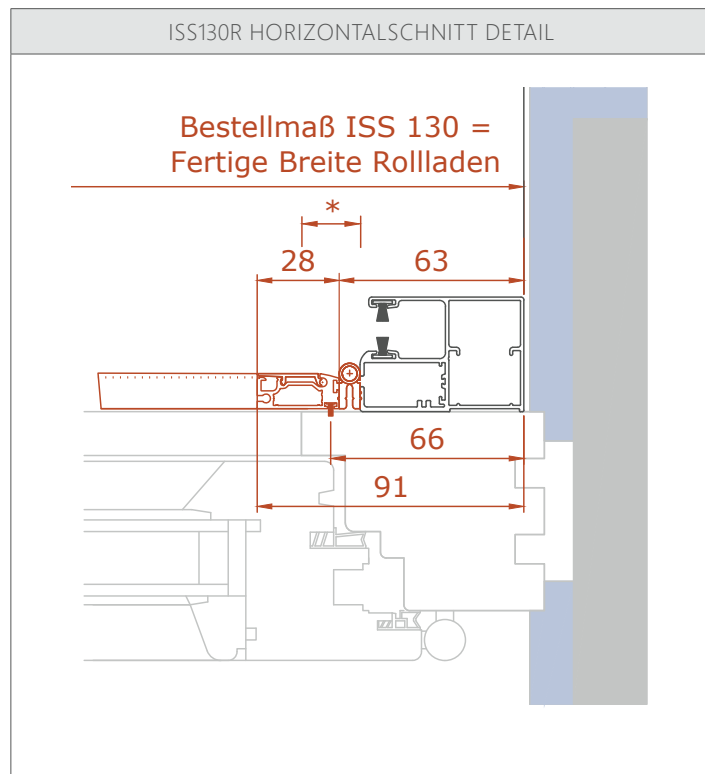 ISS130R HORIZONTALSCHNITT DETAIL
Bestellmaß ISS 130 =
Fertige Breite Rollladen
*
28
63
66
91